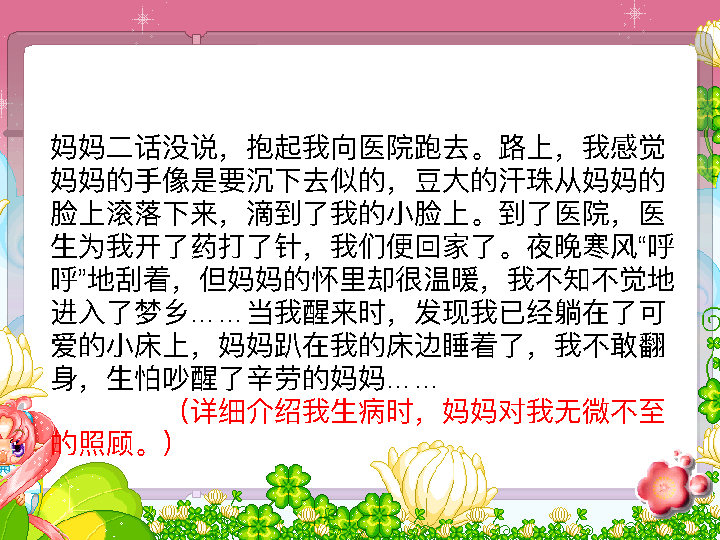 妈妈二话没说，抱起我向医院跑去。路上，我感觉
妈妈的手像是要沉下去似的，豆大的汗珠从妈妈的
脸上滚落下来，滴到了我的小脸上。到了医院，医
生为我开了药打了针，我们便回家了。夜晚寒风“呼
呼”地刮着，但妈妈的怀里却很温暖，我不知不觉地
进入了梦乡……当我醒来时，发现我已经躺在了可
爱的小床上，妈妈趴在我的床边睡着了，我不敢翻
身，生怕吵醒了辛劳的妈妈……
（详细介绍我生病时，妈妈对我无微不至
的照顾。）